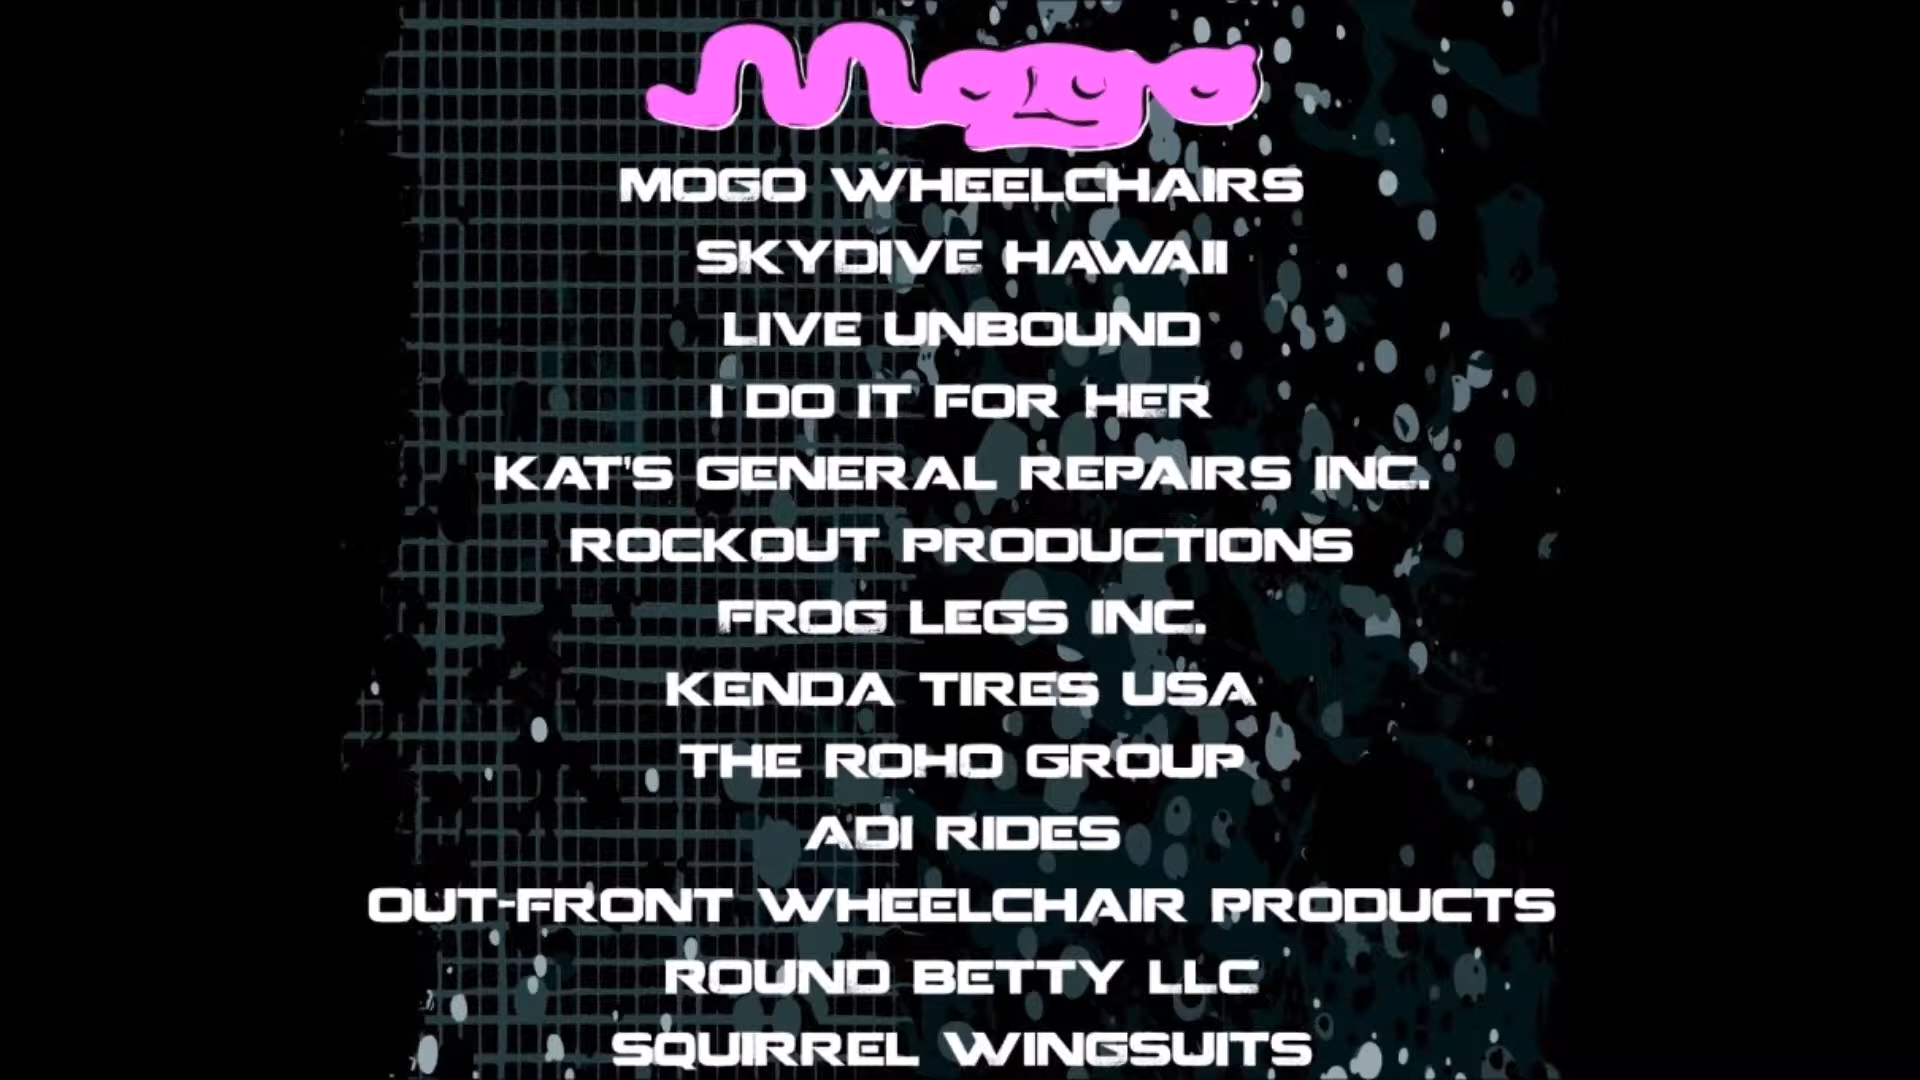 Mogo
MOGO WHEELCHAIRS
SKYDIVE HAWAII
LIVE UNBOUND
I DO IT FOR HER
KAT'S GENERAL REPAIRS INC.
ROCKOUT PRODUCTIONS
FROG LEGS INC.
KENDA TIRES USA
THE ROHO GROUP
ADI RIDES
OUT-FRONT WHEELCHAIR PRODUCTS
ROUND BETTY LLC
SQUIRREL WINGSUITS